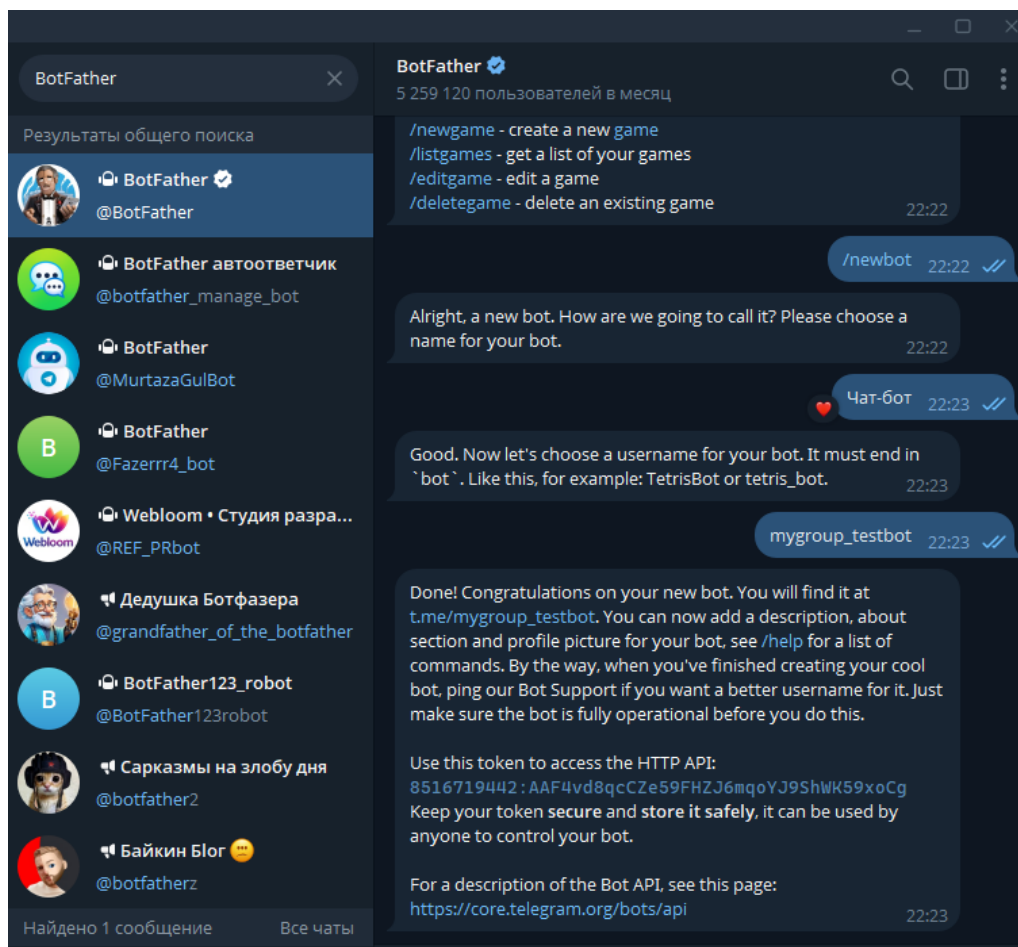 BotFather
Результаты общего поиска
BotFather
@BotFather
BotFather автоответчик
@botfather_manage_bot
BotFather
@MurtazaGulBot
B
BotFather
@Fazerrr4_bot
Webloom
Webloom • Студия разра...
@REF_PRbot
Дедушка Ботфазера
@grandfather_of_the_botfather
B
BotFather123_robot
@BotFather123robot
Сарказмы на злобу дня
@botfather2
Байкин Блог
@botfatherz
Найдено 1 сообщение
Все чаты
BotFather
5 259 120 пользователей в месяц
/newgame - create a new game
/listgames - get a list of your games
/editgame - edit a game
/deletegame - delete an existing game
22:22
/newbot 22:22
Alright, a new bot. How are we going to call it? Please choose a
name for your bot.
22:22
Чат-бот 22:23
Good. Now let's choose a username for your bot. It must end in
`bot`. Like this, for example: TetrisBot or tetris_bot.
22:23
mygroup_testbot 22:23
Done! Congratulations on your new bot. You will find it at
t.me/mygroup_testbot. You can now add a description, about
section and profile picture for your bot, see /help for a list of
commands. By the way, when you've finished creating your cool
bot, ping our Bot Support if you want a better username for it. Just
make sure the bot is fully operational before you do this.
Use this token to access the HTTP API:
8516719442:AAF4vd8qcCZe59FHZJ6mqoYJ9ShWK59xoCg
Keep your token secure and store it safely, it can be used by
anyone to control your bot.
For a description of the Bot API, see this page:
https://core.telegram.org/bots/api
22:23